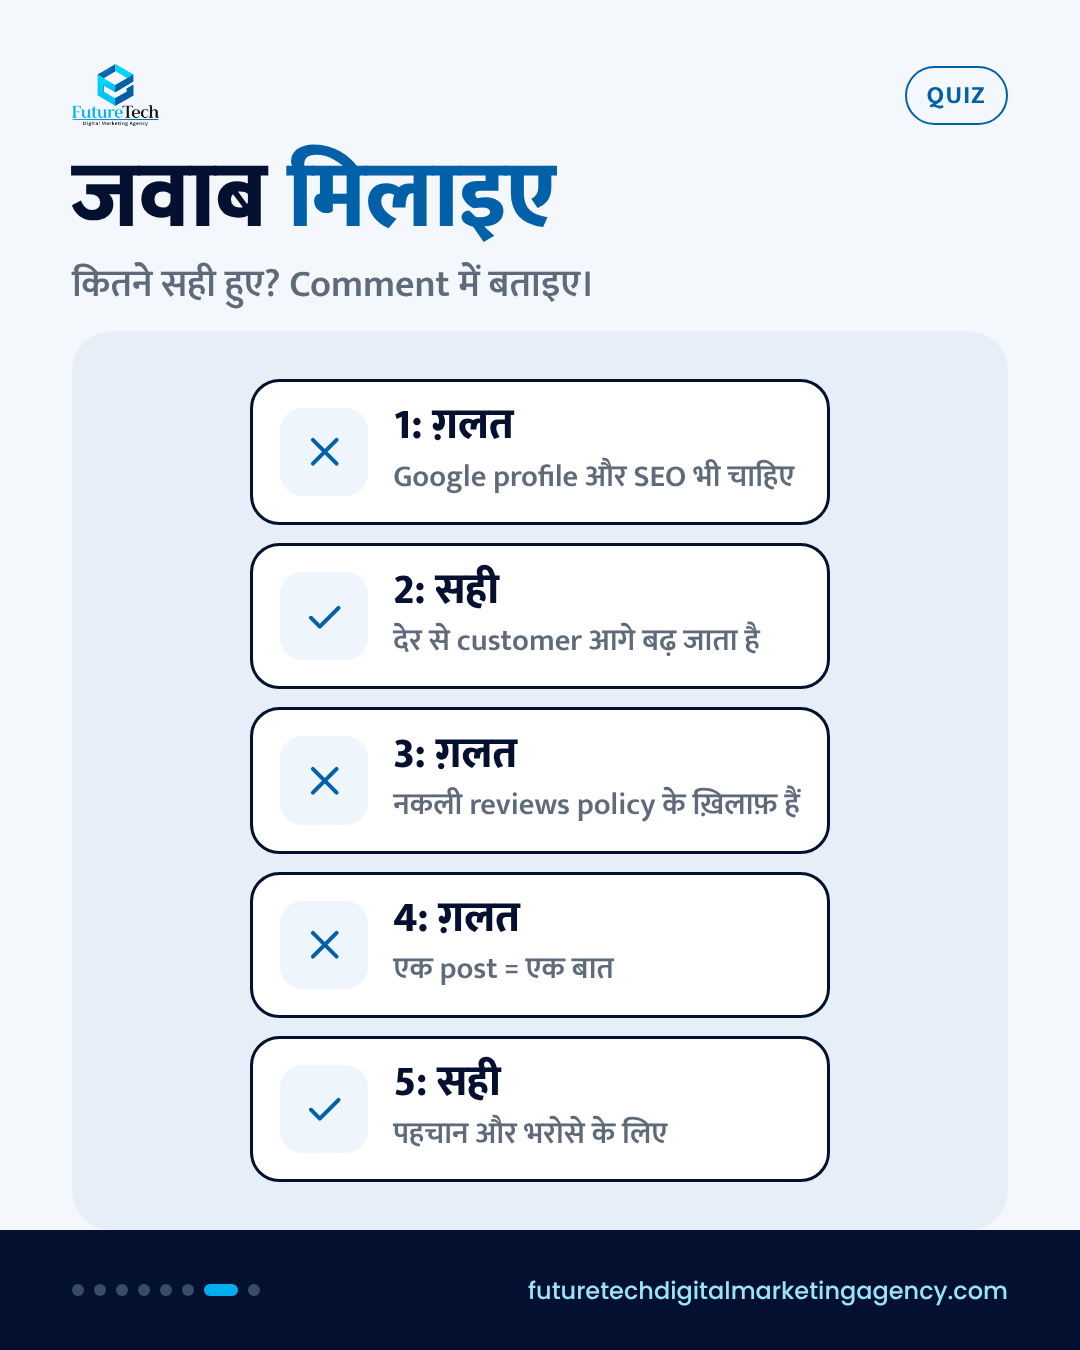 FutureTech
Digital Marketing Agency
QUIZ
जवाब मिलाइए
कितने सही हुए? Comment में बताइए।
1: ग़लत
Google profile और SEO भी चाहिए
2: सही
देर से customer आगे बढ़ जाता है
3: ग़लत
नकली reviews policy के ख़िलाफ़ हैं
4: ग़लत
एक post = एक बात
5: सही
पहचान और भरोसे के लिए
futuretechdigitalmarketingagency.com